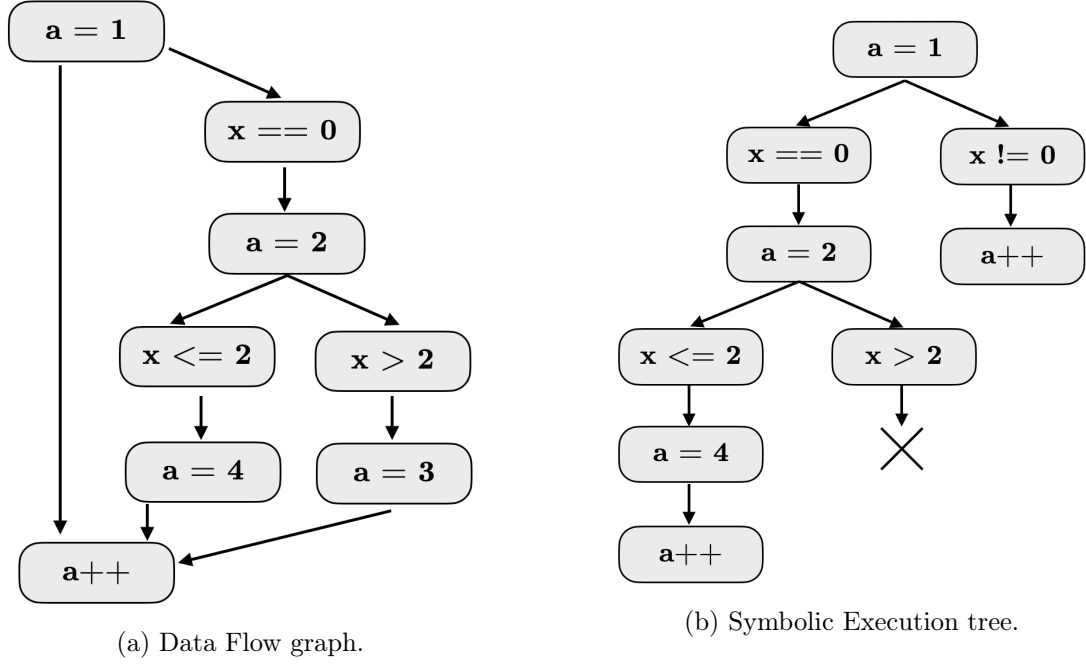 a = 1
x == 0
a = 2
x <= 2
x > 2
a = 4
a = 3
a++
(a) Data Flow graph.
a = 1
x == 0
x != 0
a = 2
a++
x <= 2
x > 2
a = 4
a++
(b) Symbolic Execution tree.